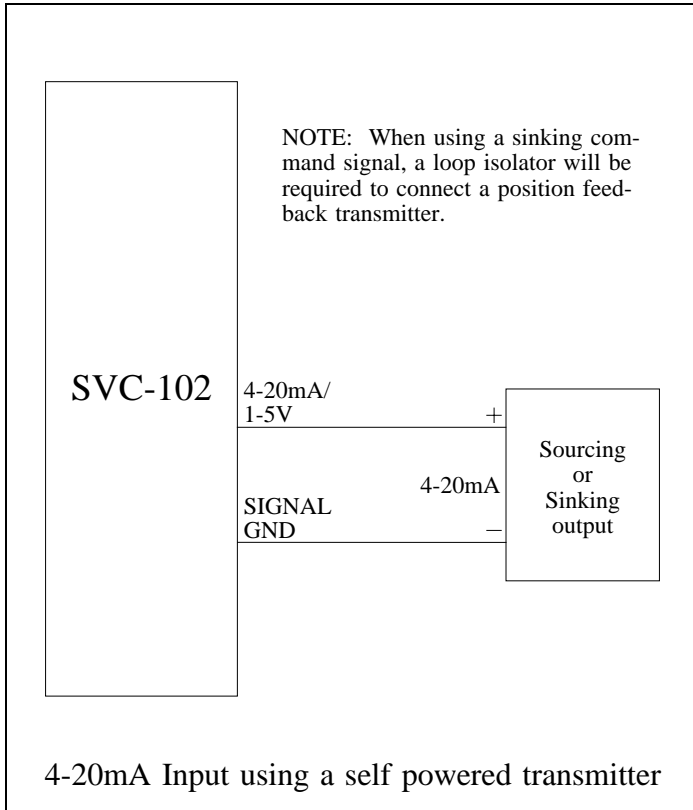 NOTE: When using a sinking com-
mand signal, a loop isolator will be
required to connect a position feed-
back transmitter.
SVC-102
4-20mA/
1-5V
+
Sourcing
or
Sinking
output
4-20mA
SIGNAL
GND
−
4-20mA Input using a self powered transmitter